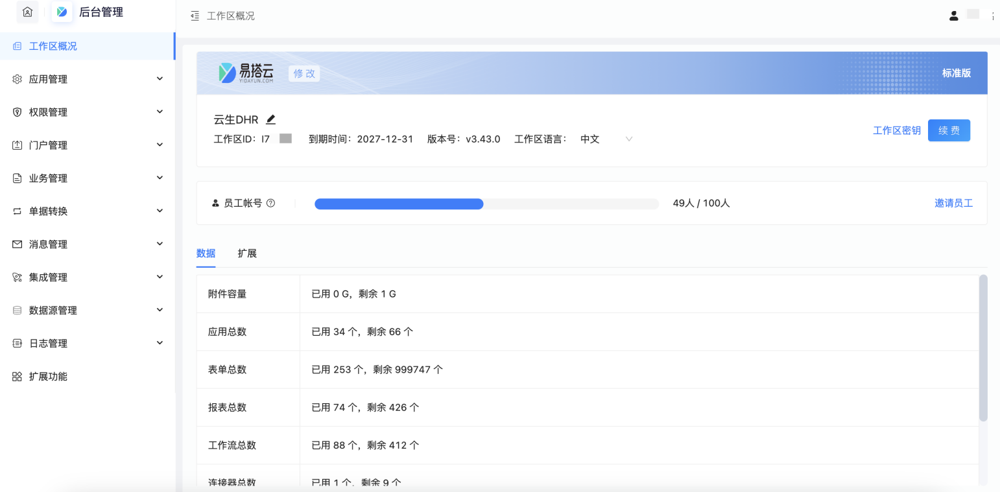 后台管理
工作区概况
工作区概况
应用管理
权限管理
门户管理
业务管理
单据转换
消息管理
集成管理
数据源管理
日志管理
扩展功能
易搭云
YIDAYUN.COM
修改
标准版
云生DHR
工作区ID：I7 到期时间：2027-12-31 版本号：v3.43.0 工作区语言： 中文
工作区密钥 续费
员工帐号 49人 / 100人 邀请员工
数据 扩展
附件容量 已用 0 G，剩余 1 G
应用总数 已用 34 个，剩余 66 个
表单总数 已用 253 个，剩余 999747 个
报表总数 已用 74 个，剩余 426 个
工作流总数 已用 88 个，剩余 412 个
连接器总数 已用 1 个，剩余 9 个